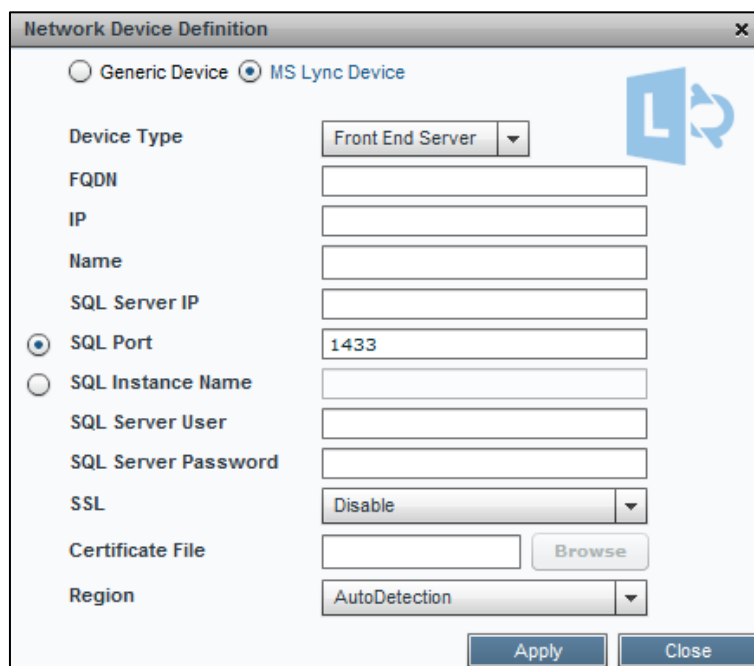 Network Device Definition ×
Generic Device MS Lync Device
Device Type Front End Server
FQDN
IP
Name
SQL Server IP
SQL Port 1433
SQL Instance Name
SQL Server User
SQL Server Password
SSL Disable
Certificate File Browse
Region AutoDetection
Apply Close
L